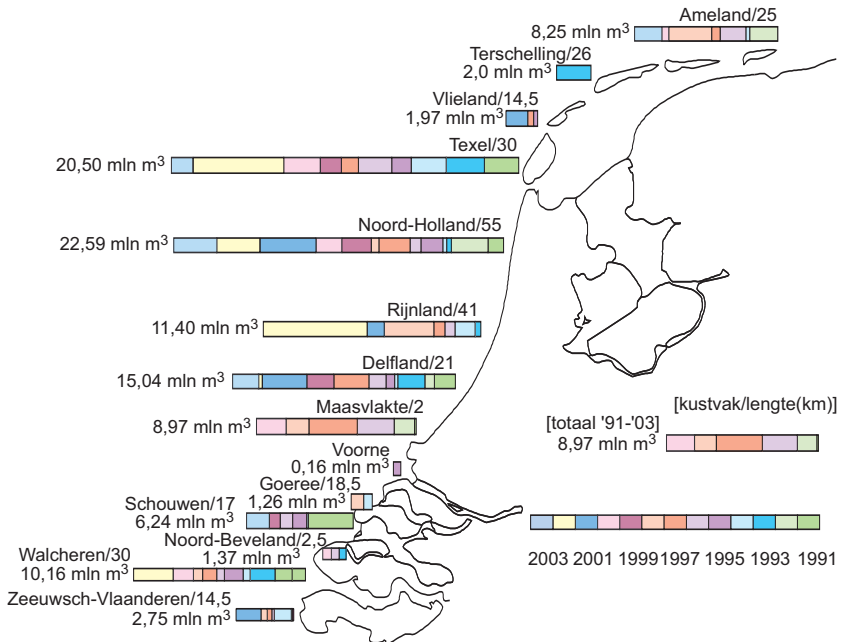 Ameland/25
8,25 mln m³
Terschelling/26
2,0 mln m³
Vlieland/14,5
1,97 mln m³
Texel/30
20,50 mln m³
Noord-Holland/55
22,59 mln m³
Rijnland/41
11,40 mln m³
Delfland/21
15,04 mln m³
Maasvlakte/2
8,97 mln m³
[kustvak/lengte(km)]
[totaal '91-'03]
8,97 mln m³
Voorne
0,16 mln m³
Goeree/18,5
1,26 mln m³
Schouwen/17
6,24 mln m³
Noord-Beveland/2,5
1,37 mln m³
Walcheren/30
10,16 mln m³
Zeeuwsch-Vlaanderen/14,5
2,75 mln m³
2003 2001 1999 1997 1995 1993 1991